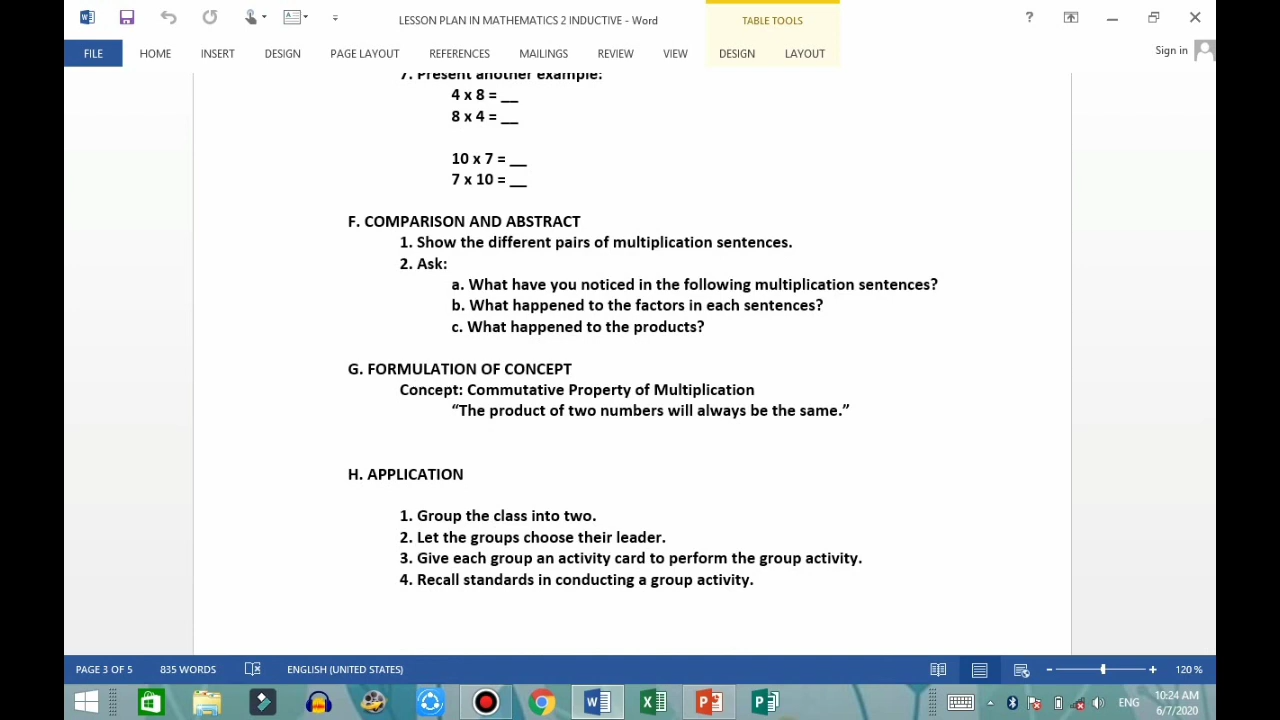 LESSON PLAN IN MATHEMATICS 2 INDUCTIVE - Word
TABLE TOOLS
?
FILE HOME INSERT DESIGN PAGE LAYOUT REFERENCES MAILINGS REVIEW VIEW DESIGN LAYOUT
Sign in
7. Present another example:
4 x 8 = __
8 x 4 = __
10 x 7 = __
7 x 10 = __
F. COMPARISON AND ABSTRACT
1. Show the different pairs of multiplication sentences.
2. Ask:
a. What have you noticed in the following multiplication sentences?
b. What happened to the factors in each sentences?
c. What happened to the products?
G. FORMULATION OF CONCEPT
Concept: Commutative Property of Multiplication
“The product of two numbers will always be the same.”
H. APPLICATION
1. Group the class into two.
2. Let the groups choose their leader.
3. Give each group an activity card to perform the group activity.
4. Recall standards in conducting a group activity.
PAGE 3 OF 5 835 WORDS ENGLISH (UNITED STATES) 120 %
ENG
10:24 AM
6/7/2020